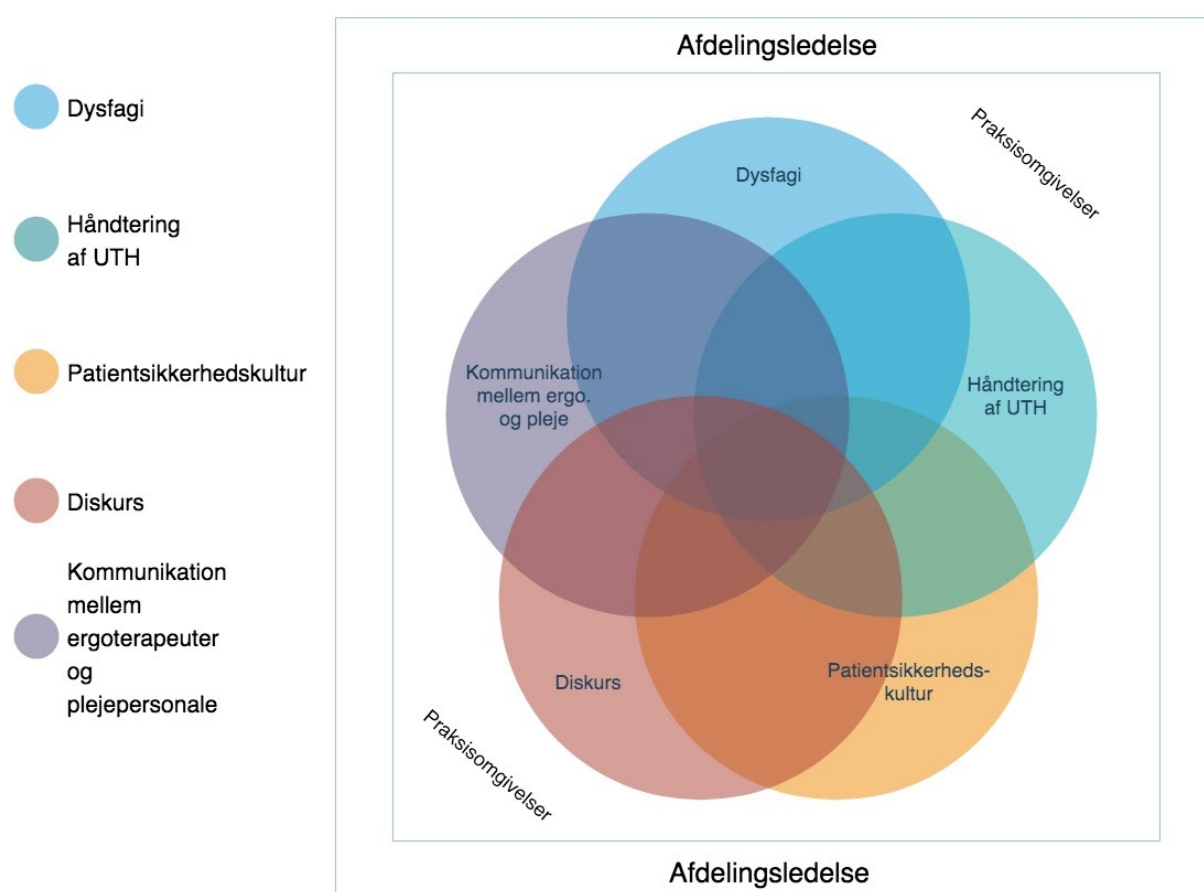 Afdelingsledelse
Dysfagi
Håndtering
af UTH
Patientsikkerhedskultur
Diskurs
Kommunikation
mellem
ergoterapeuter
og
plejepersonale
Praksisomgivelser
Dysfagi
Kommunikation
mellem ergo.
og pleje
Håndtering
af UTH
Diskurs
Patientsikkerheds-
kultur
Praksisomgivelser
Afdelingsledelse